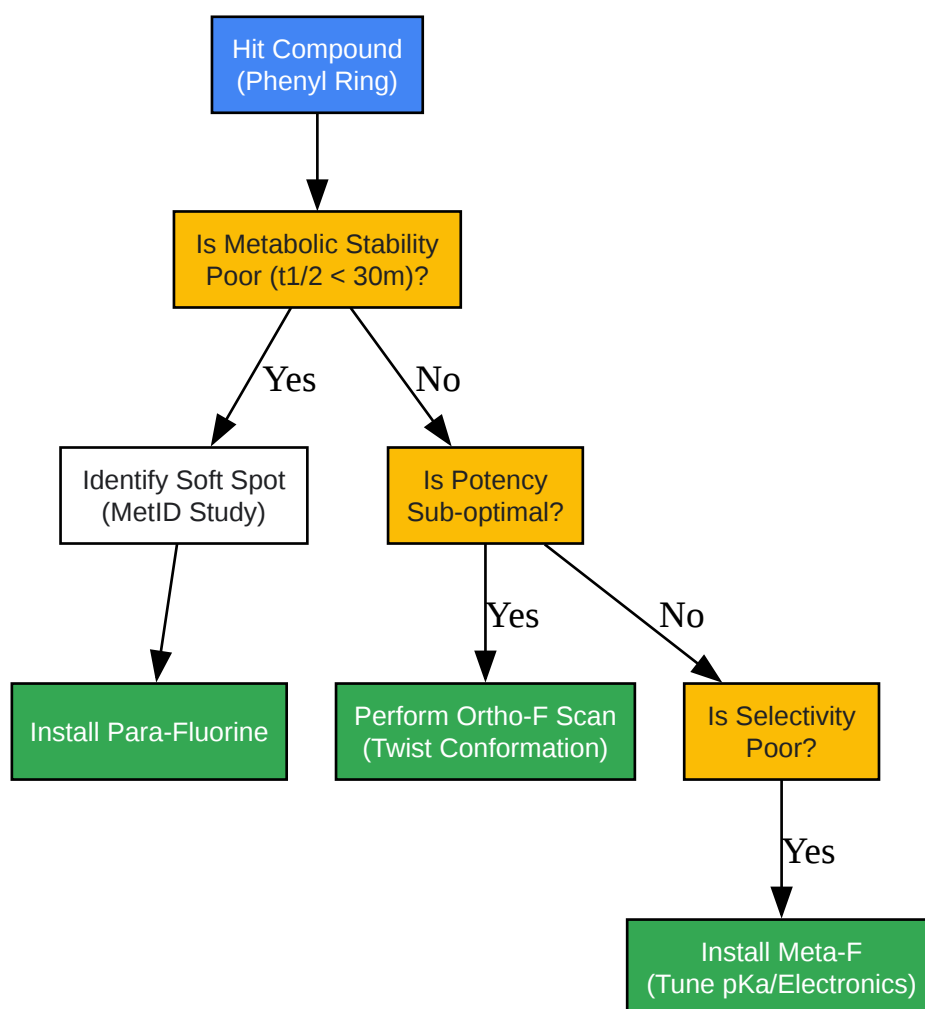 Hit Compound
(Phenyl Ring)
Is Metabolic Stability
Poor (t1/2 < 30m)?
Yes
No
Identify Soft Spot
(MetID Study)
Is Potency
Sub-optimal?
Yes
No
Install Para-Fluorine
Perform Ortho-F Scan
(Twist Conformation)
Is Selectivity
Poor?
Yes
Install Meta-F
(Tune pKa/Electronics)